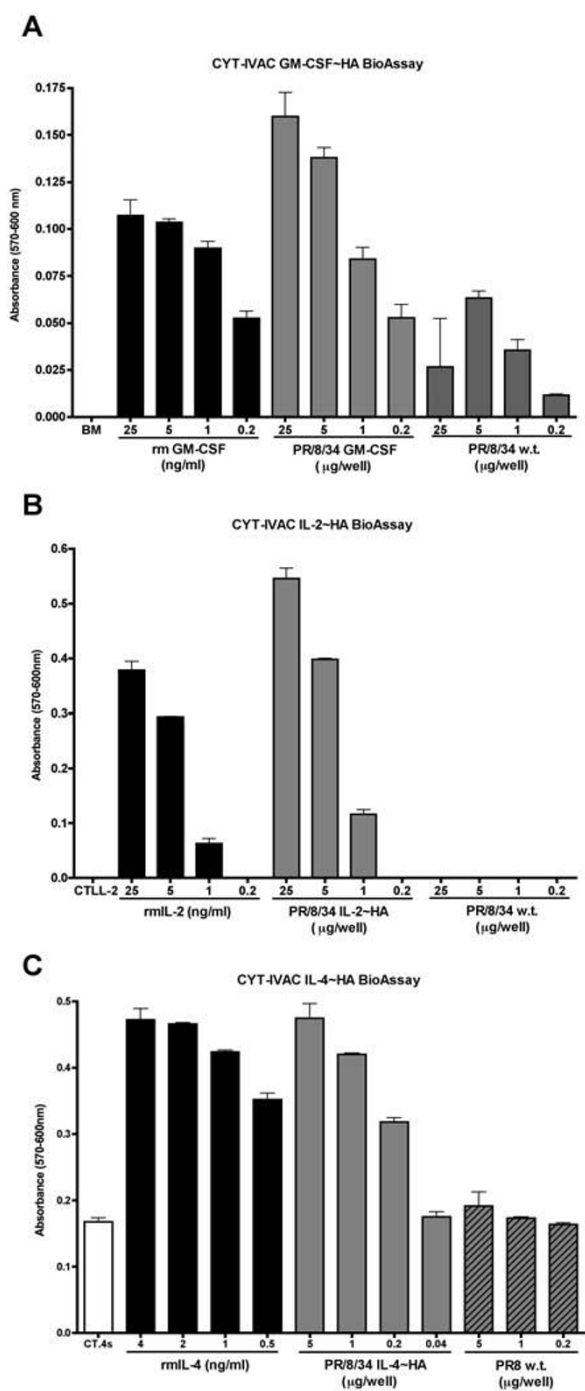 A
CYT-IVAC GM-CSF~HA BioAssay
Absorbance (570-600 nm)
0.175
0.150
0.125
0.100
0.075
0.050
0.025
0.000
BM 25 5 1 0.2 25 5 1 0.2 25 5 1 0.2
rm GM-CSF PR/8/34 GM-CSF PR/8/34 w.t.
(ng/ml) (μg/well) (μg/well)
B
CYT-IVAC IL-2~HA BioAssay
Absorbance (570-600nm)
0.6
0.5
0.4
0.3
0.2
0.1
0.0
CTLL-2 25 5 1 0.2 25 5 1 0.2 25 5 1 0.2
rmIL-2 (ng/ml) PR/8/34 IL-2~HA PR/8/34 w.t.
(μg/well) (μg/well)
C
CYT-IVAC IL-4~HA BioAssay
Absorbance (570-600nm)
0.5
0.4
0.3
0.2
0.1
0.0
CT.4s 4 2 1 0.5 5 1 0.2 0.04 5 1 0.2
rmIL-4 (ng/ml) PR/8/34 IL-4~HA PR8 w.t.
(μg/well) (μg/well)